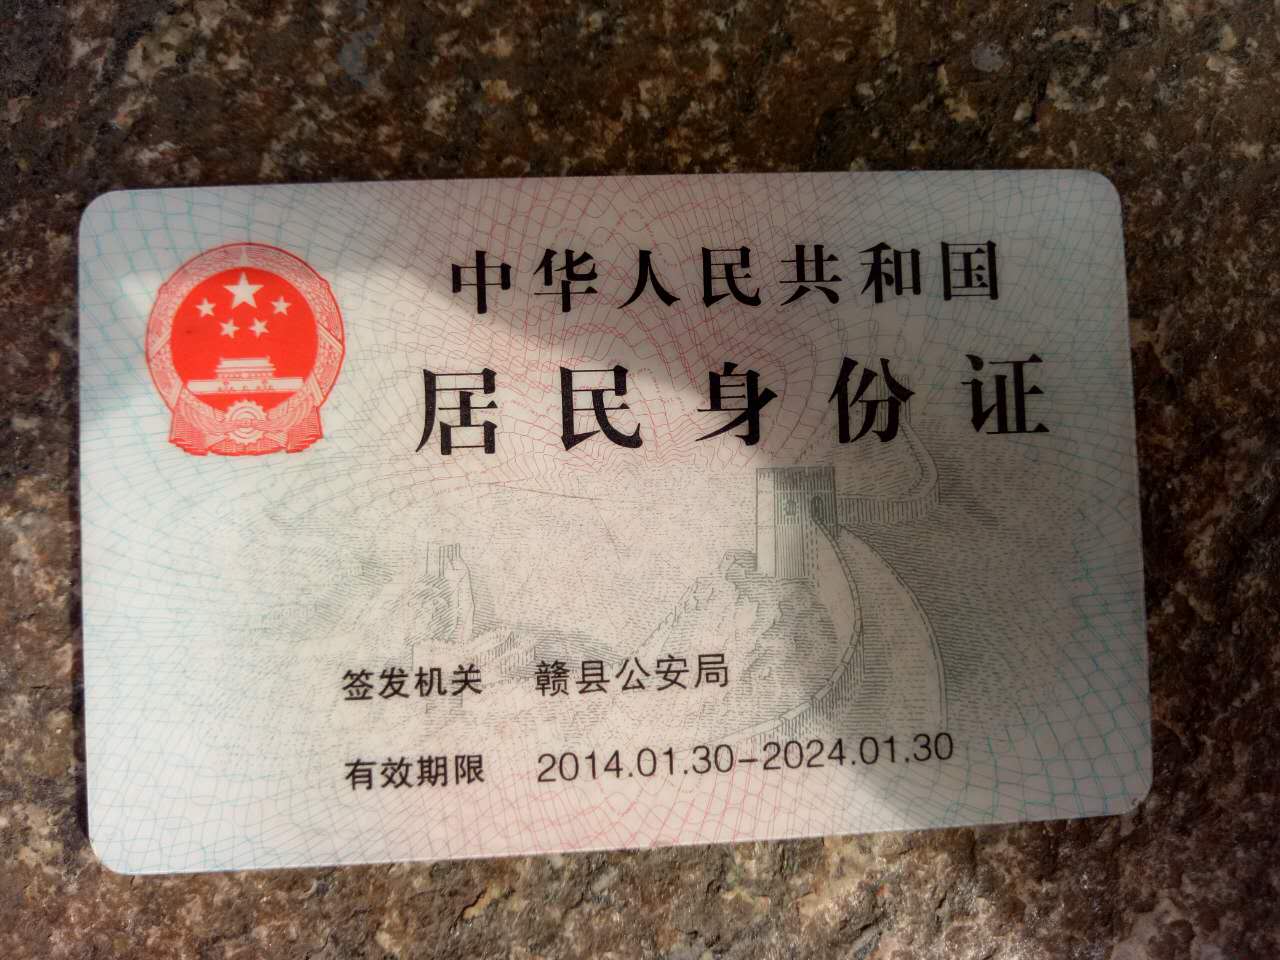 中华人民共和国
居民身份证
签发机关 赣县公安局
有效期限 2014.01.30-2024.01.30